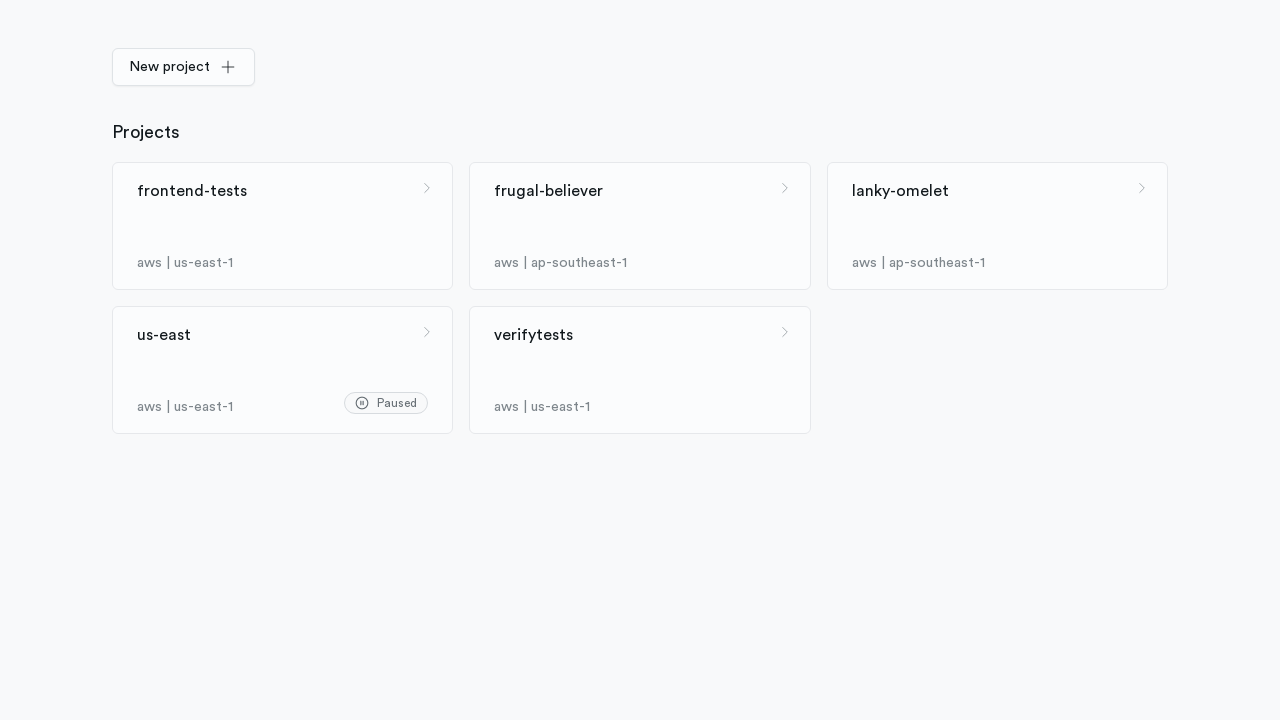 New project
Projects
frontend-tests
aws | us-east-1
frugal-believer
aws | ap-southeast-1
lanky-omelet
aws | ap-southeast-1
us-east
aws | us-east-1
Paused
verifytests
aws | us-east-1